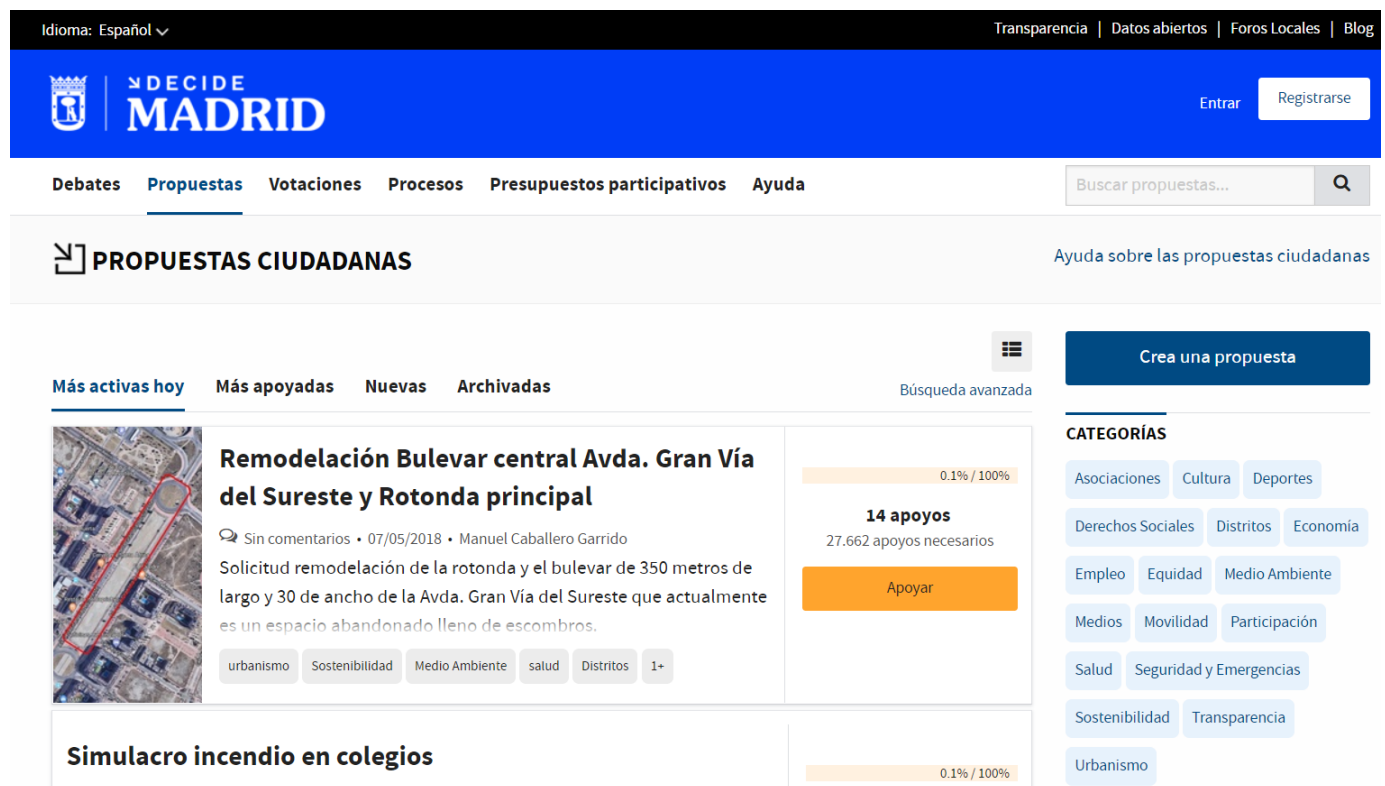 Idioma: Español
Transparencia | Datos abiertos | Foros Locales | Blog
DECIDE
MADRID
Entrar
Registrarse
Debates Propuestas Votaciones Procesos Presupuestos participativos Ayuda
Buscar propuestas...
PROPUESTAS CIUDADANAS
Ayuda sobre las propuestas ciudadanas
Más activas hoy Más apoyadas Nuevas Archivadas
Búsqueda avanzada
Remodelación Bulevar central Avda. Gran Vía
del Sureste y Rotonda principal
Sin comentarios • 07/05/2018 • Manuel Caballero Garrido
Solicitud remodelación de la rotonda y el bulevar de 350 metros de
largo y 30 de ancho de la Avda. Gran Vía del Sureste que actualmente
es un espacio abandonado lleno de escombros.
urbanismo Sostenibilidad Medio Ambiente salud Distritos 1+
0.1% / 100%
14 apoyos
27.662 apoyos necesarios
Apoyar
Simulacro incendio en colegios
0.1% / 100%
Crea una propuesta
CATEGORÍAS
Asociaciones Cultura Deportes
Derechos Sociales Distritos Economía
Empleo Equidad Medio Ambiente
Medios Movilidad Participación
Salud Seguridad y Emergencias
Sostenibilidad Transparencia
Urbanismo